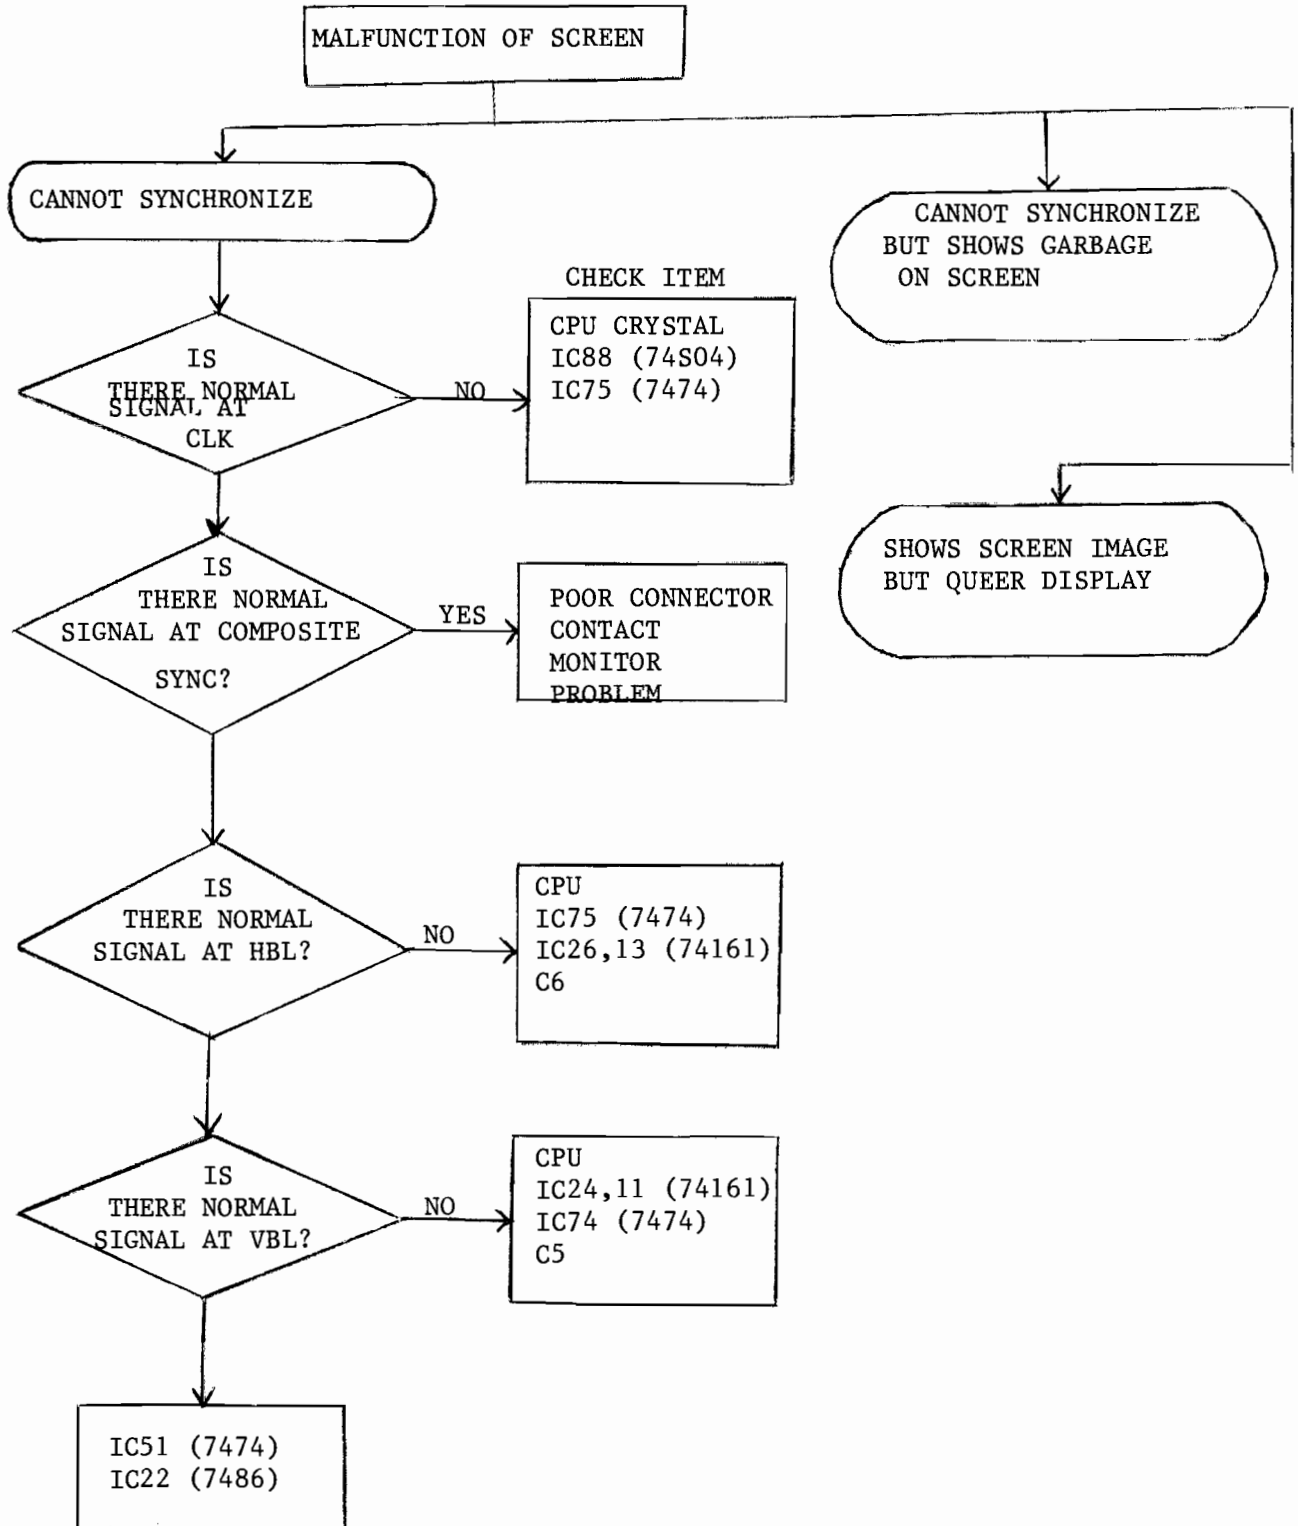 MALFUNCTION OF SCREEN
CANNOT SYNCHRONIZE
CANNOT SYNCHRONIZE
BUT SHOWS GARBAGE
ON SCREEN
CHECK ITEM
IS
THERE NORMAL
SIGNAL AT
CLK
NO
CPU CRYSTAL
IC88 (74S04)
IC75 (7474)
SHOWS SCREEN IMAGE
BUT QUEER DISPLAY
IS
THERE NORMAL
SIGNAL AT COMPOSITE
SYNC?
YES
POOR CONNECTOR
CONTACT
MONITOR
PROBLEM
IS
THERE NORMAL
SIGNAL AT HBL?
NO
CPU
IC75 (7474)
IC26,13 (74161)
C6
IS
THERE NORMAL
SIGNAL AT VBL?
NO
CPU
IC24,11 (74161)
IC74 (7474)
C5
IC51 (7474)
IC22 (7486)